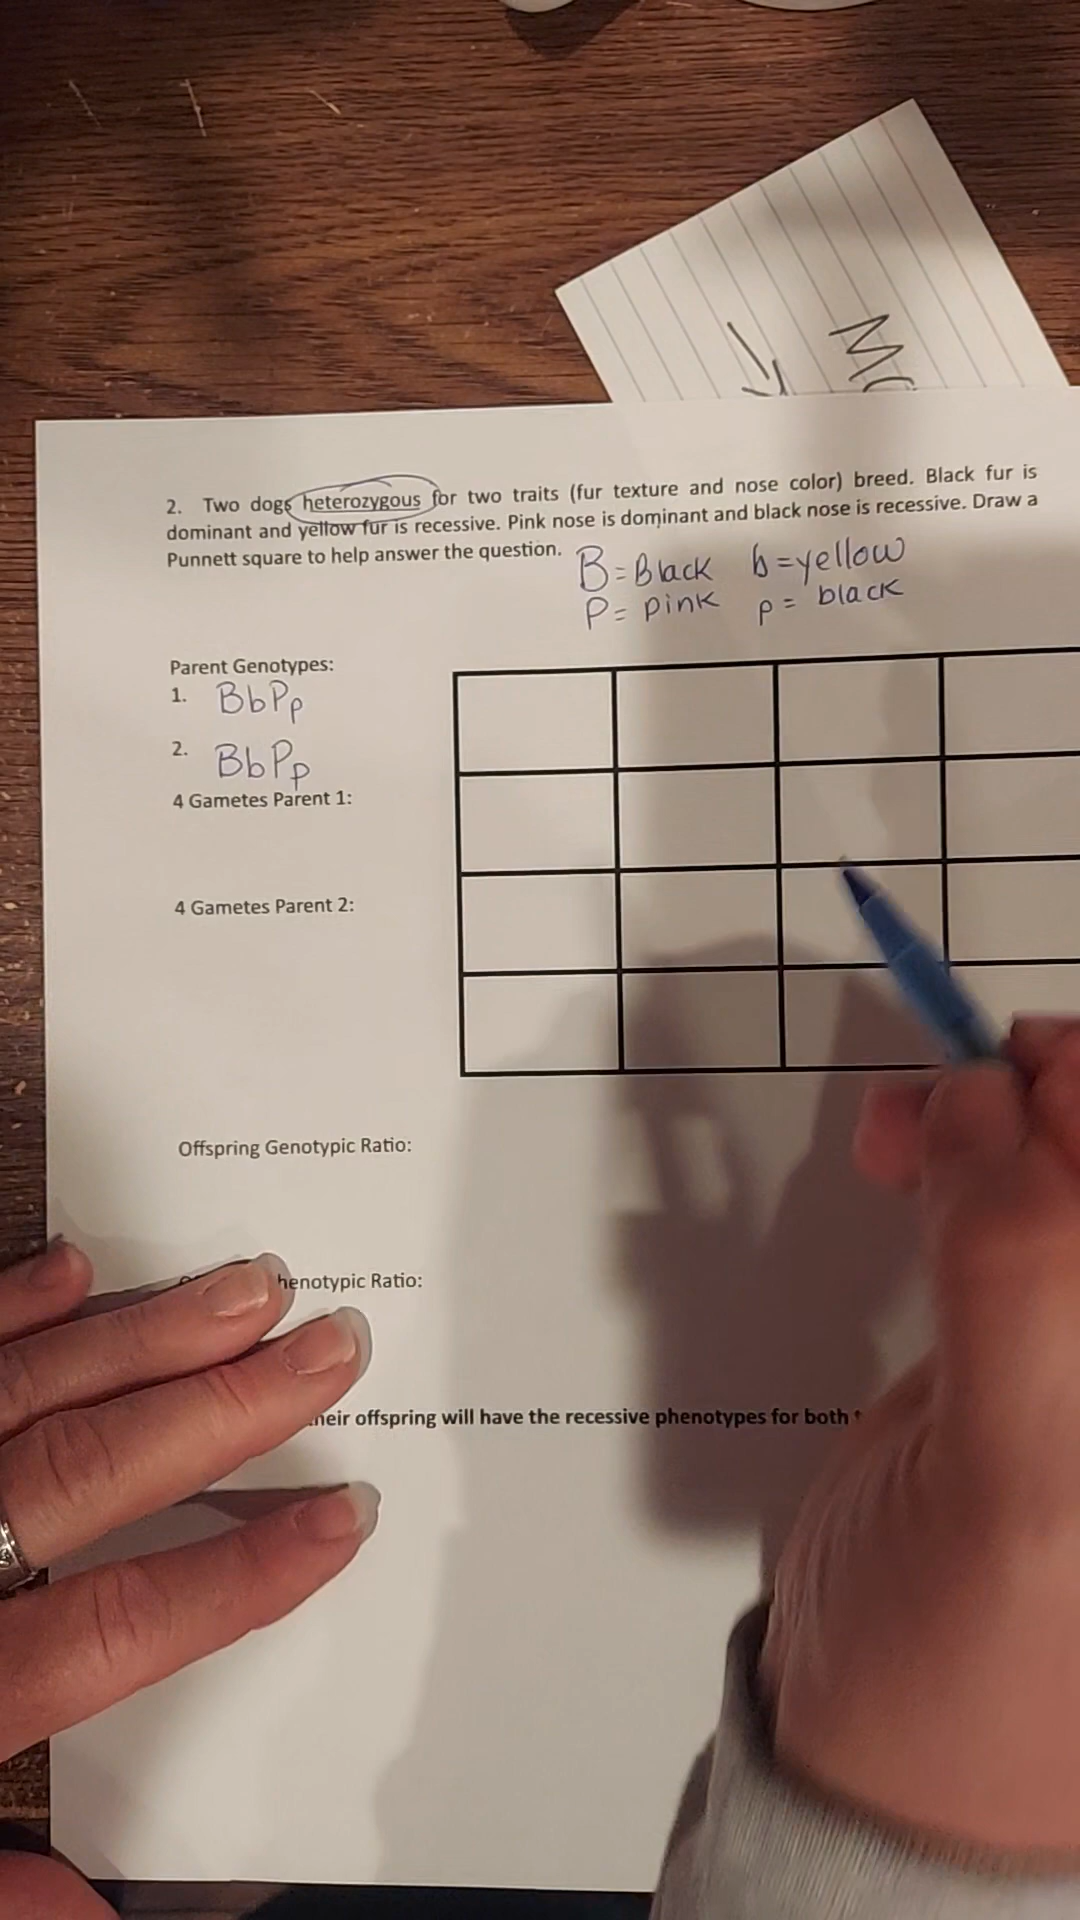 MC
2. Two dogs heterozygous for two traits (fur texture and nose color) breed. Black fur is
dominant and yellow fur is recessive. Pink nose is dominant and black nose is recessive. Draw a
Punnett square to help answer the question.
B=Black b=yellow
P= pink p= black
Parent Genotypes:
1. BbPp
2. BbPp
4 Gametes Parent 1:
4 Gametes Parent 2:
Offspring Genotypic Ratio:
henotypic Ratio:
heir offspring will have the recessive phenotypes for both